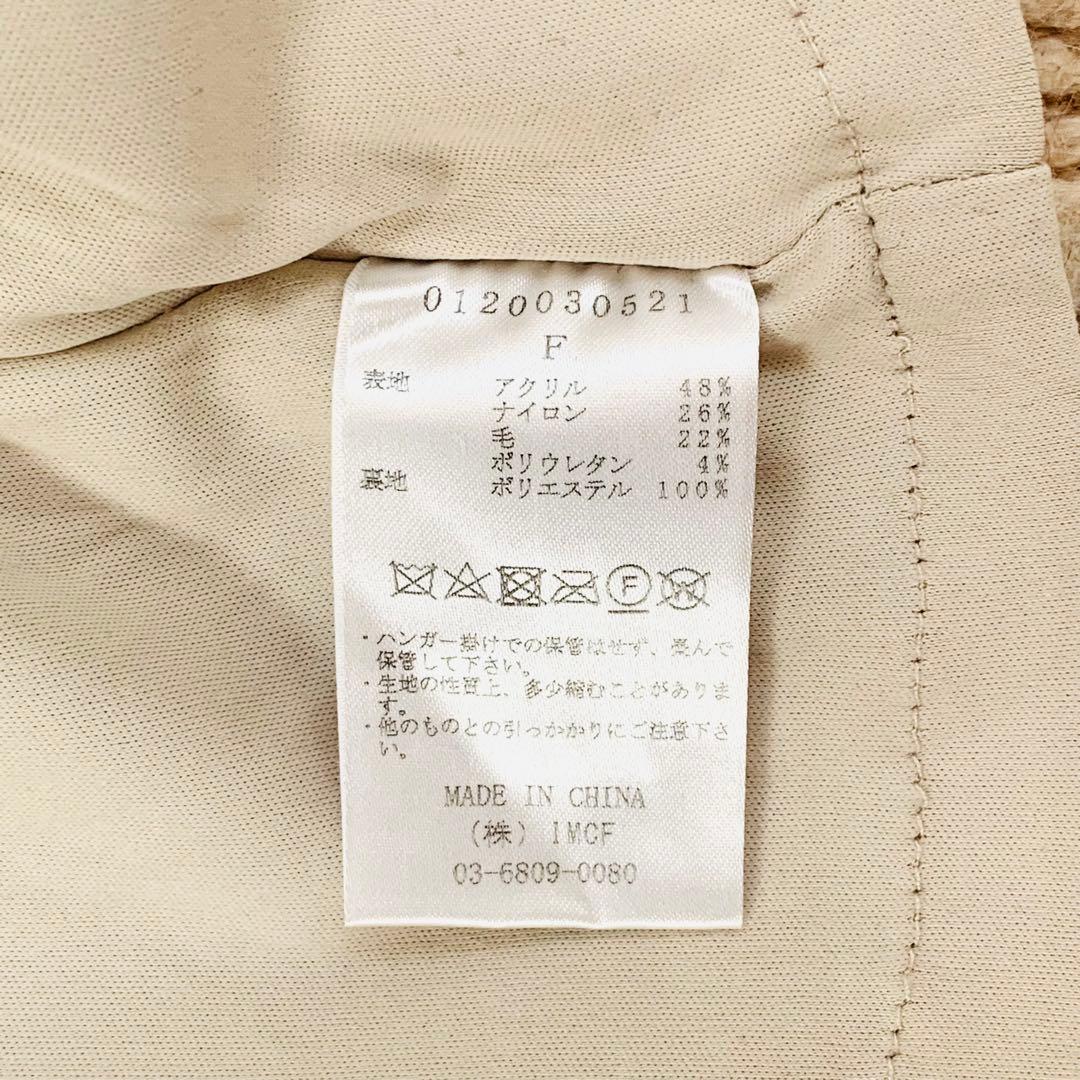 0120030521
F
表地 アクリル 48%
ナイロン 26%
毛 22%
ポリウレタン 4%
裏地 ポリエステル 100%
F W
・ハンガー掛けでの保管はせず、畳んで
保管して下さい。
・生地の性質上、多少縮むことがありま
す。
・他のものとの引っかかりにご注意下さ
い。
MADE IN CHINA
(株) IMCF
03-6809-0080